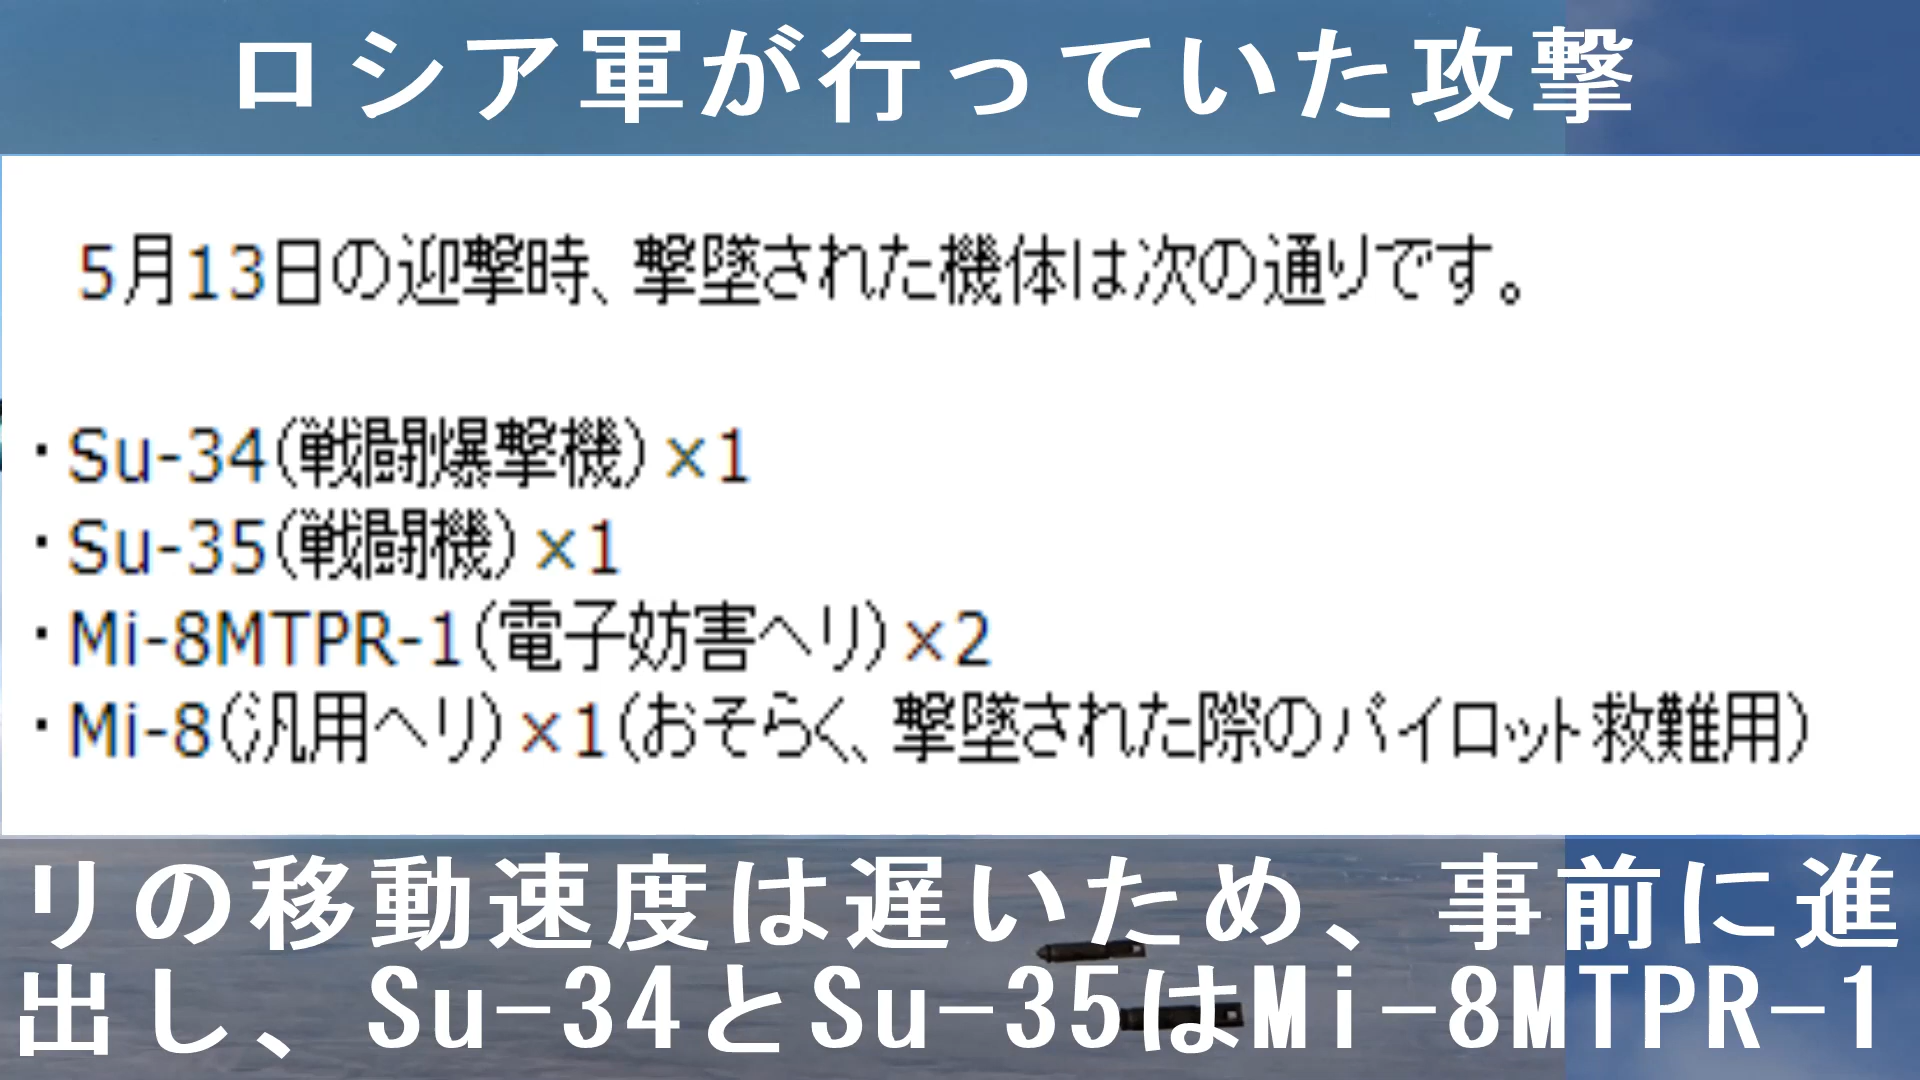 ロシア軍が行っていた攻撃
5月13日の迎撃時、撃墜された機体は次の通りです。
・Su-34(戦闘爆撃機)×1
・Su-35(戦闘機)×1
・Mi-8MTPR-1(電子妨害ヘリ)×2
・Mi-8(汎用ヘリ)×1(おそらく、撃墜された際のパイロット救難用)
リの移動速度は遅いため、事前に進
出し、Su-34とSu-35はMi-8MTPR-1